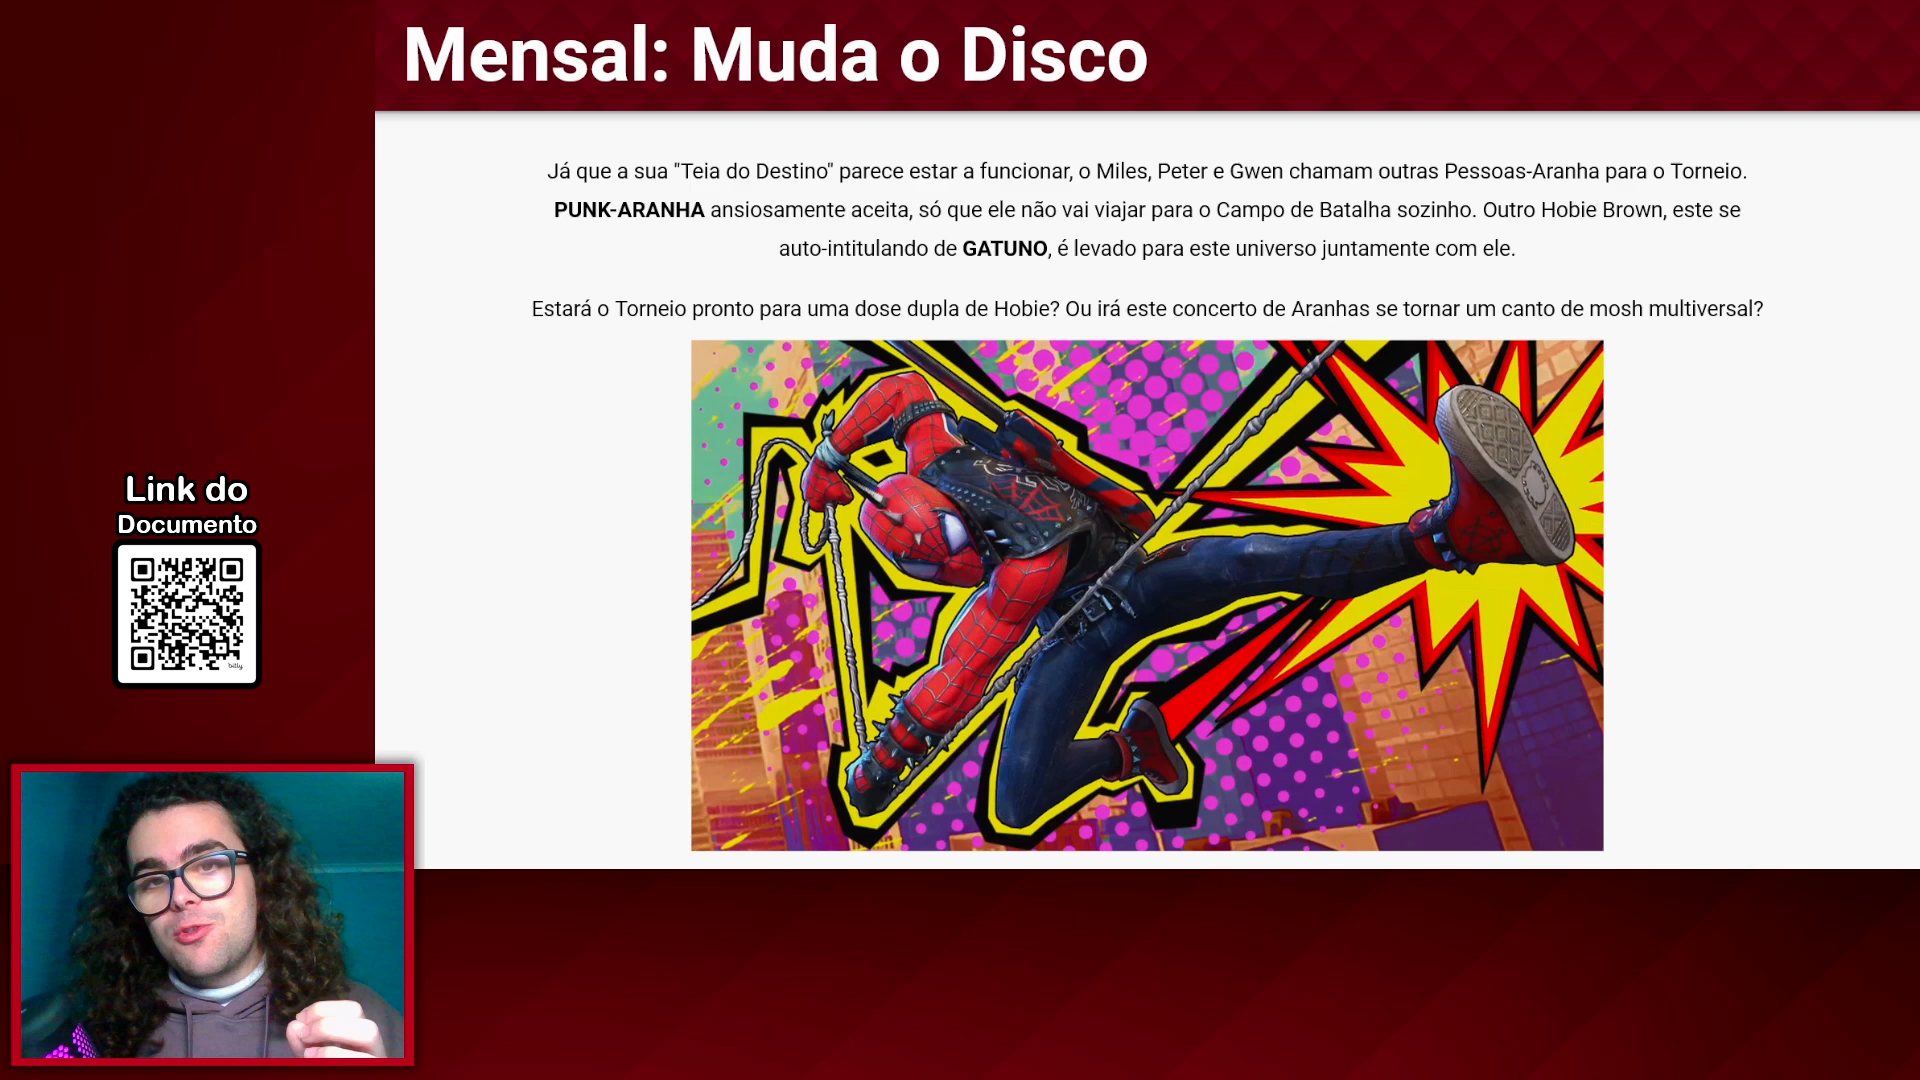 Mensal: Muda o Disco
Já que a sua "Teia do Destino" parece estar a funcionar, o Miles, Peter e Gwen chamam outras Pessoas-Aranha para o Torneio.
PUNK-ARANHA ansiosamente aceita, só que ele não vai viajar para o Campo de Batalha sozinho. Outro Hobie Brown, este se
auto-intitulando de GATUNO, é levado para este universo juntamente com ele.
Estará o Torneio pronto para uma dose dupla de Hobie? Ou irá este concerto de Aranhas se tornar um canto de mosh multiversal?
Link do
Documento
bitly